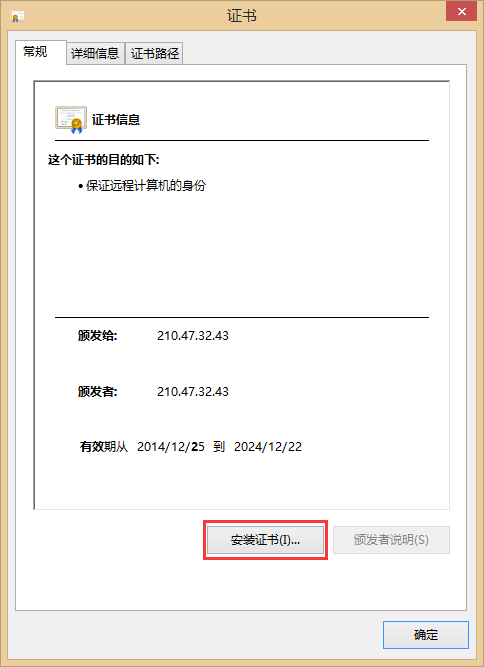 证书
常规 详细信息 证书路径
证书信息
这个证书的目的如下:
• 保证远程计算机的身份
颁发给: 210.47.32.43
颁发者: 210.47.32.43
有效期从 2014/12/25 到 2024/12/22
安装证书(I)... 颁发者说明(S)
确定